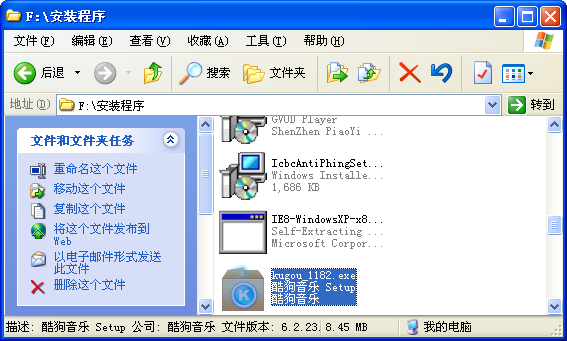 F:\安装程序
文件(F) 编辑(E) 查看(V) 收藏(A) 工具(T) 帮助(H)
后退 搜索 文件夹
地址(D) F:\安装程序 转到
文件和文件夹任务
重命名这个文件
移动这个文件
复制这个文件
将这个文件发布到
Web
以电子邮件形式发送
此文件
删除这个文件
GVOD Player
ShenZhen PiaoYi ...
IcbcAntiPhingSet...
Windows Installe...
1,686 KB
IE8-WindowsXP-x8...
Self-Extracting ...
Microsoft Corpor...
kugou_1182.exe
酷狗音乐 Setup
酷狗音乐
描述: 酷狗音乐 Setup 公司: 酷狗音乐 文件版本: 6.2.23. 8.45 MB 我的电脑